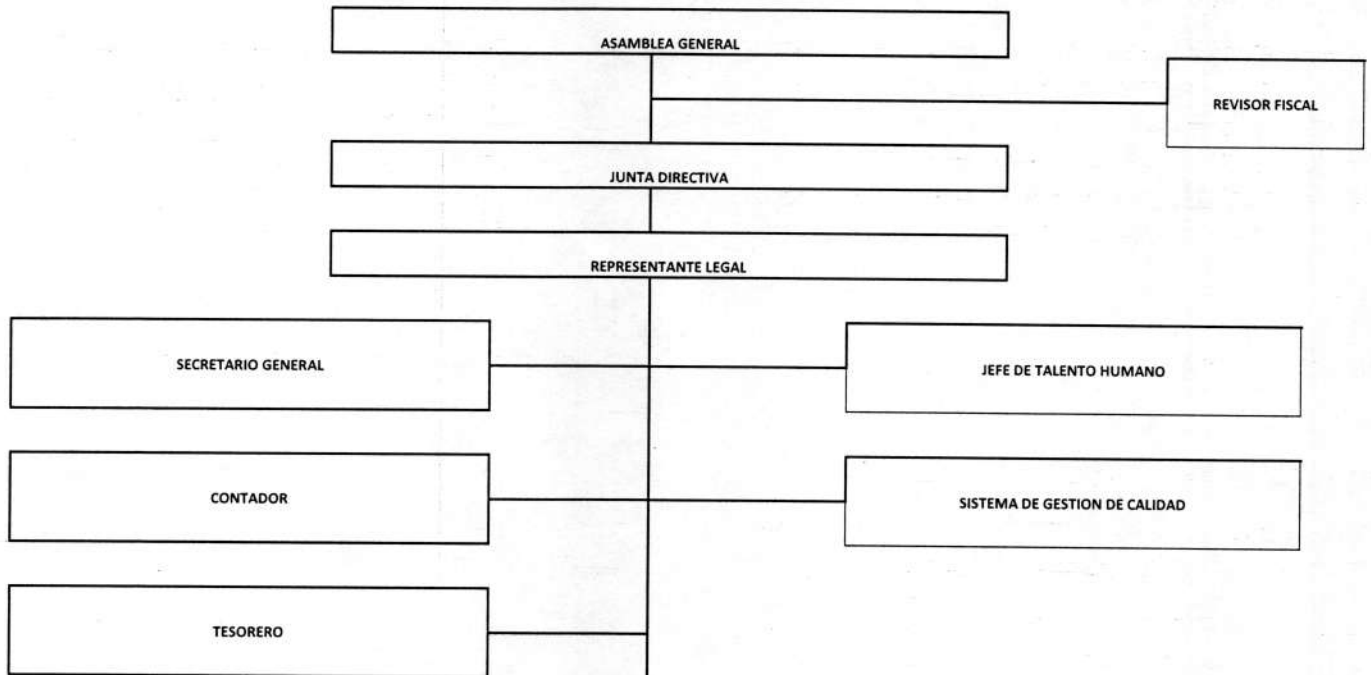 ASAMBLEA GENERAL
REVISOR FISCAL
JUNTA DIRECTIVA
REPRESENTANTE LEGAL
SECRETARIO GENERAL
JEFE DE TALENTO HUMANO
CONTADOR
SISTEMA DE GESTION DE CALIDAD
TESORERO